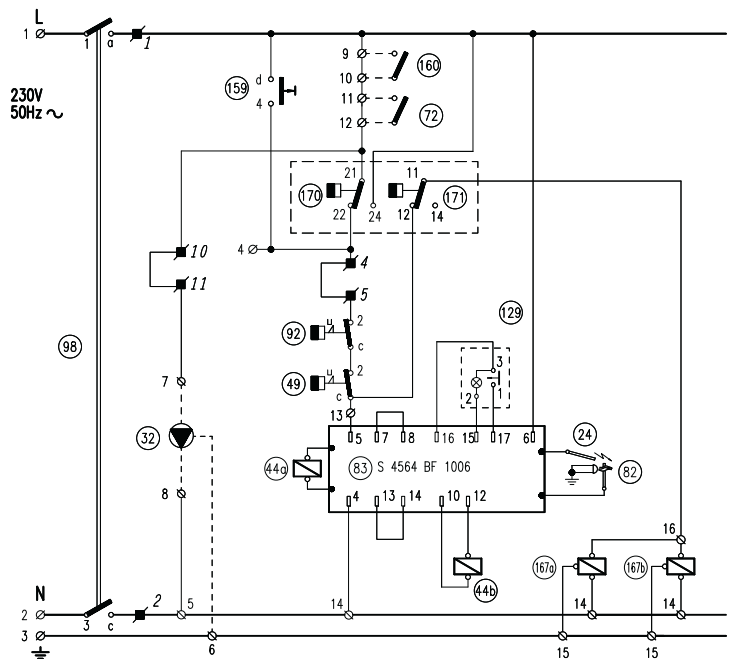 L
1 1 a 1
230V
50Hz
159 d 4
9 160
10
11 72
12
21 11
170 171
22 24 12 14
10 4 4
11 5
129
92 u 2
c
98
49 u 2
c
3
2 1
7
13
5 7 8 16 15 17 6
32 44a 83 S 4564 BF 1006 24
82
8 4 13 14 10 12
16
167a 167b
44b
N
2 3 c 2 5 14 14 14
3 6 15 15